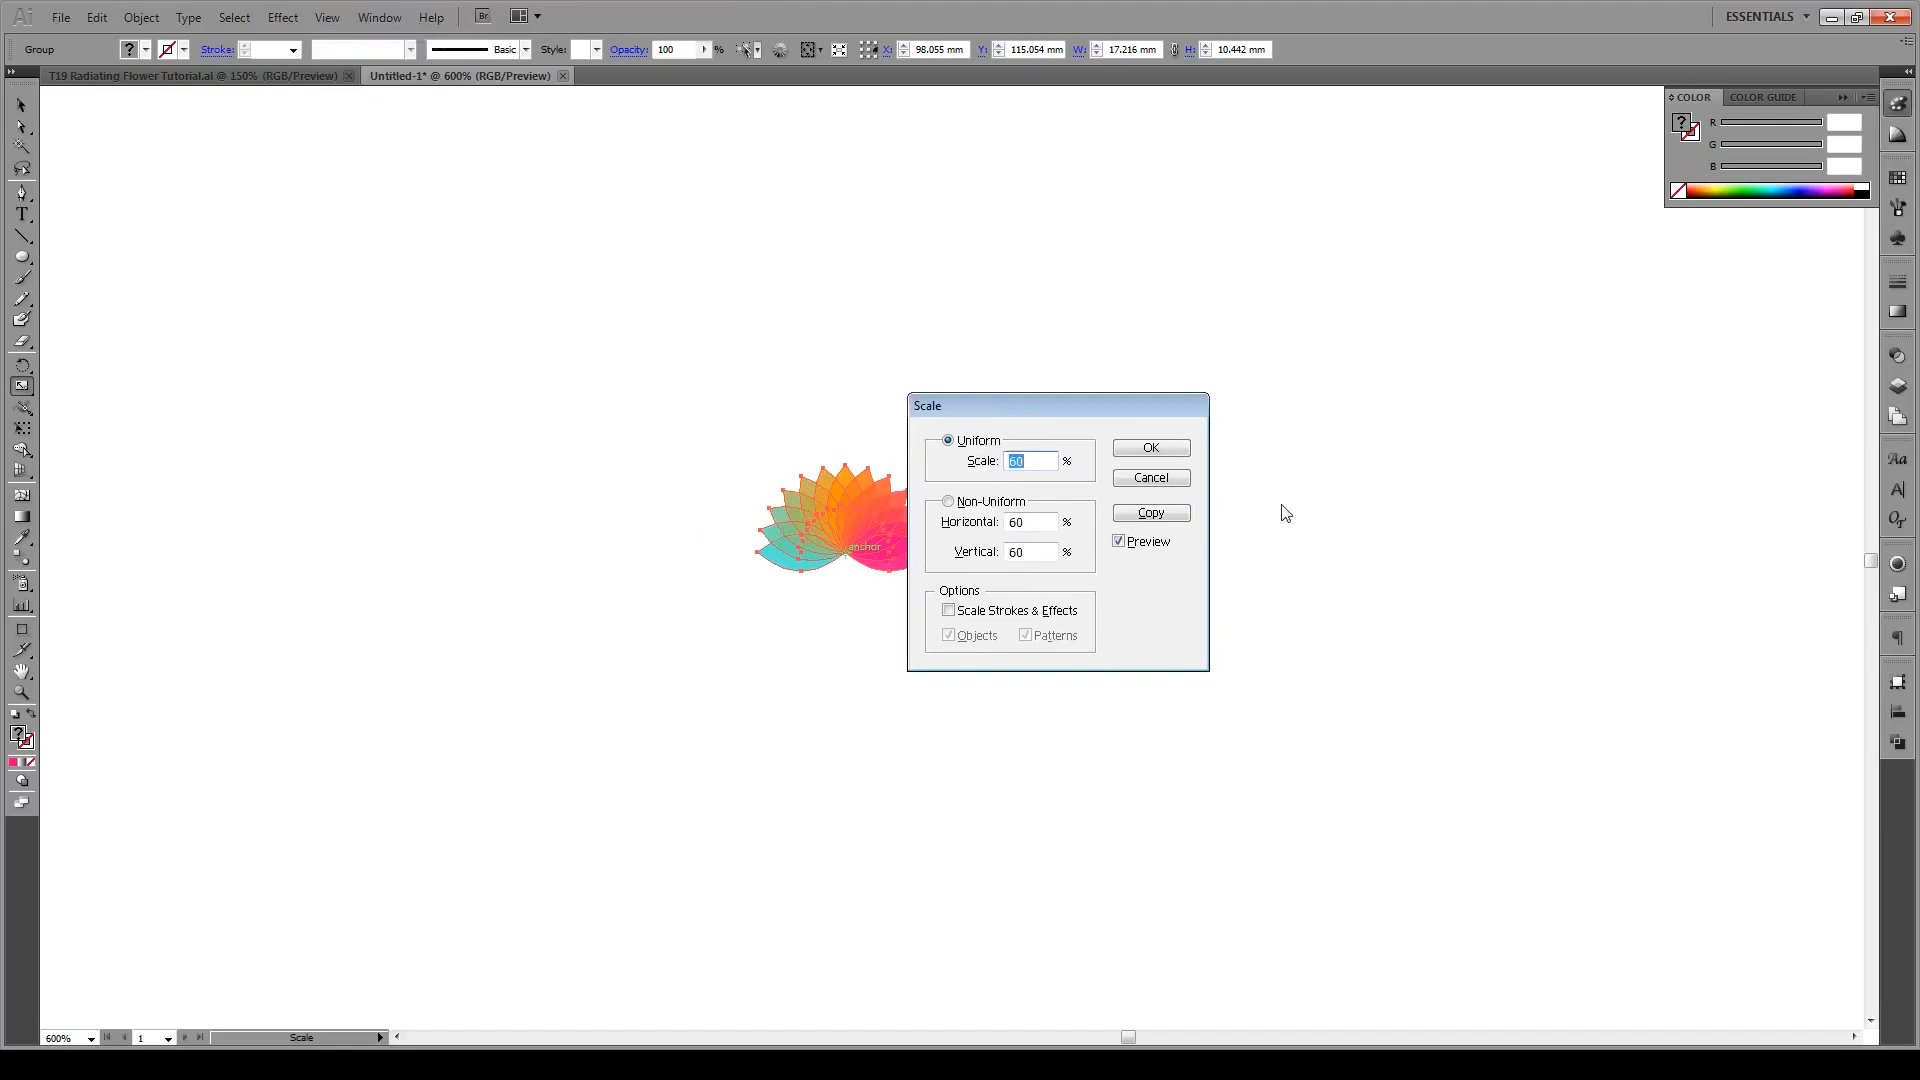 Ai File Edit Object Type Select Effect View Window Help Br ESSENTIALS
Group ? Stroke: Basic Style: Opacity: 100 % X: 98.055 mm Y: 115.054 mm W: 17.216 mm H: 10.442 mm
T19 Radiating Flower Tutorial.ai @ 150% (RGB/Preview) Untitled-1* @ 600% (RGB/Preview)
COLOR COLOR GUIDE
? R
G
B
Scale
Uniform
Scale: 60 %
OK
Cancel
Non-Uniform
Horizontal: 60 %
Copy
Preview
Vertical: 60 %
anchor
Options
Scale Strokes & Effects
Objects Patterns
T
Aa
A
O
?
600% 1 Scale